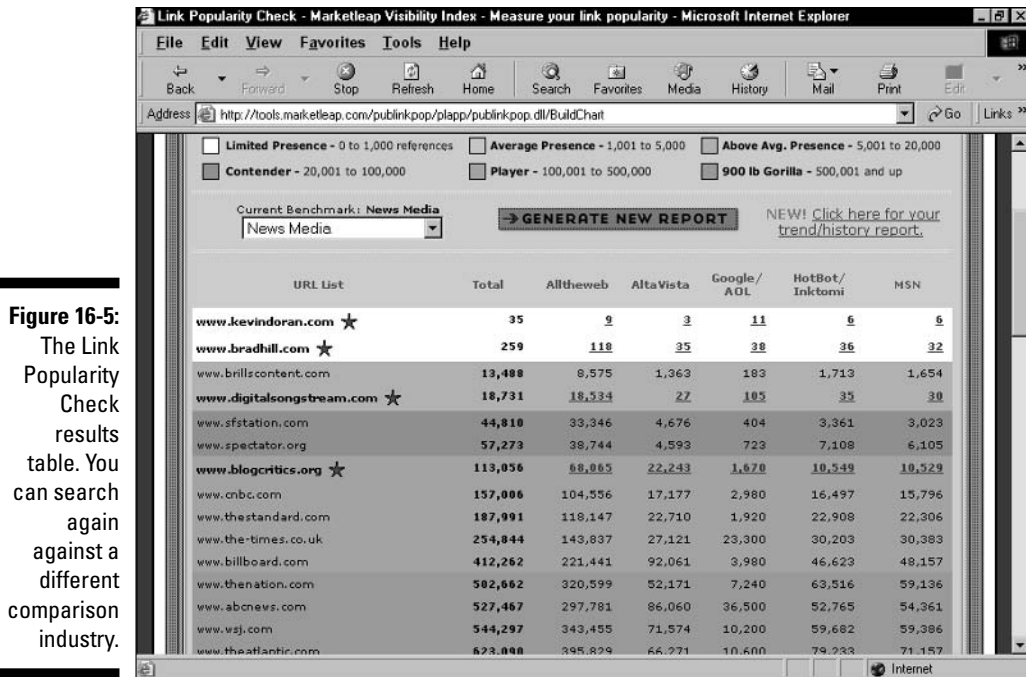 Link Popularity Check - Marketleap Visibility Index - Measure your link popularity - Microsoft Internet Explorer
File Edit View Favorites Tools Help
Back Forward Stop Refresh Home Search Favorites Media History Mail Print Edit
Address http://tools.marketleap.com/publinkpop/plapp/publinkpop.dll/BuildChart Go Links
Limited Presence - 0 to 1,000 references Average Presence - 1,001 to 5,000 Above Avg. Presence - 5,001 to 20,000
Contender - 20,001 to 100,000 Player - 100,001 to 500,000 900 lb Gorilla - 500,001 and up
Current Benchmark: News Media
News Media
GENERATE NEW REPORT
NEW! Click here for your
trend/history report.
URL List Total Alltheweb AltaVista Google/AOL HotBot/Inktomi MSN
www.kevindoran.com 35 9 3 11 6 6
www.bradhill.com 259 118 35 38 36 32
www.brillscontent.com 13,488 8,575 1,363 183 1,713 1,654
www.digitalsongstream.com 18,731 18,534 27 105 35 30
www.sfstation.com 44,810 33,346 4,676 404 3,361 3,023
www.spectator.org 57,273 38,744 4,593 723 7,108 6,105
www.blogcritics.org 113,056 68,065 22,243 1,670 10,549 10,529
www.cnbc.com 157,006 104,556 17,177 2,980 16,497 15,796
www.thestandard.com 187,991 118,147 22,710 1,920 22,908 22,306
www.the-times.co.uk 254,844 143,837 27,121 23,300 30,203 30,383
www.billboard.com 412,262 221,441 92,061 3,980 46,623 48,157
www.thenation.com 502,662 320,599 52,171 7,240 63,516 59,136
www.abcnews.com 527,467 297,781 86,060 36,500 52,765 54,361
www.wsj.com 544,297 343,455 71,574 10,200 59,682 59,386
www.theatlantic.com 623,090 395,829 66,271 10,600 79,233 71,157
Internet
Figure 16-5:
The Link
Popularity
Check
results
table. You
can search
again
against a
different
comparison
industry.